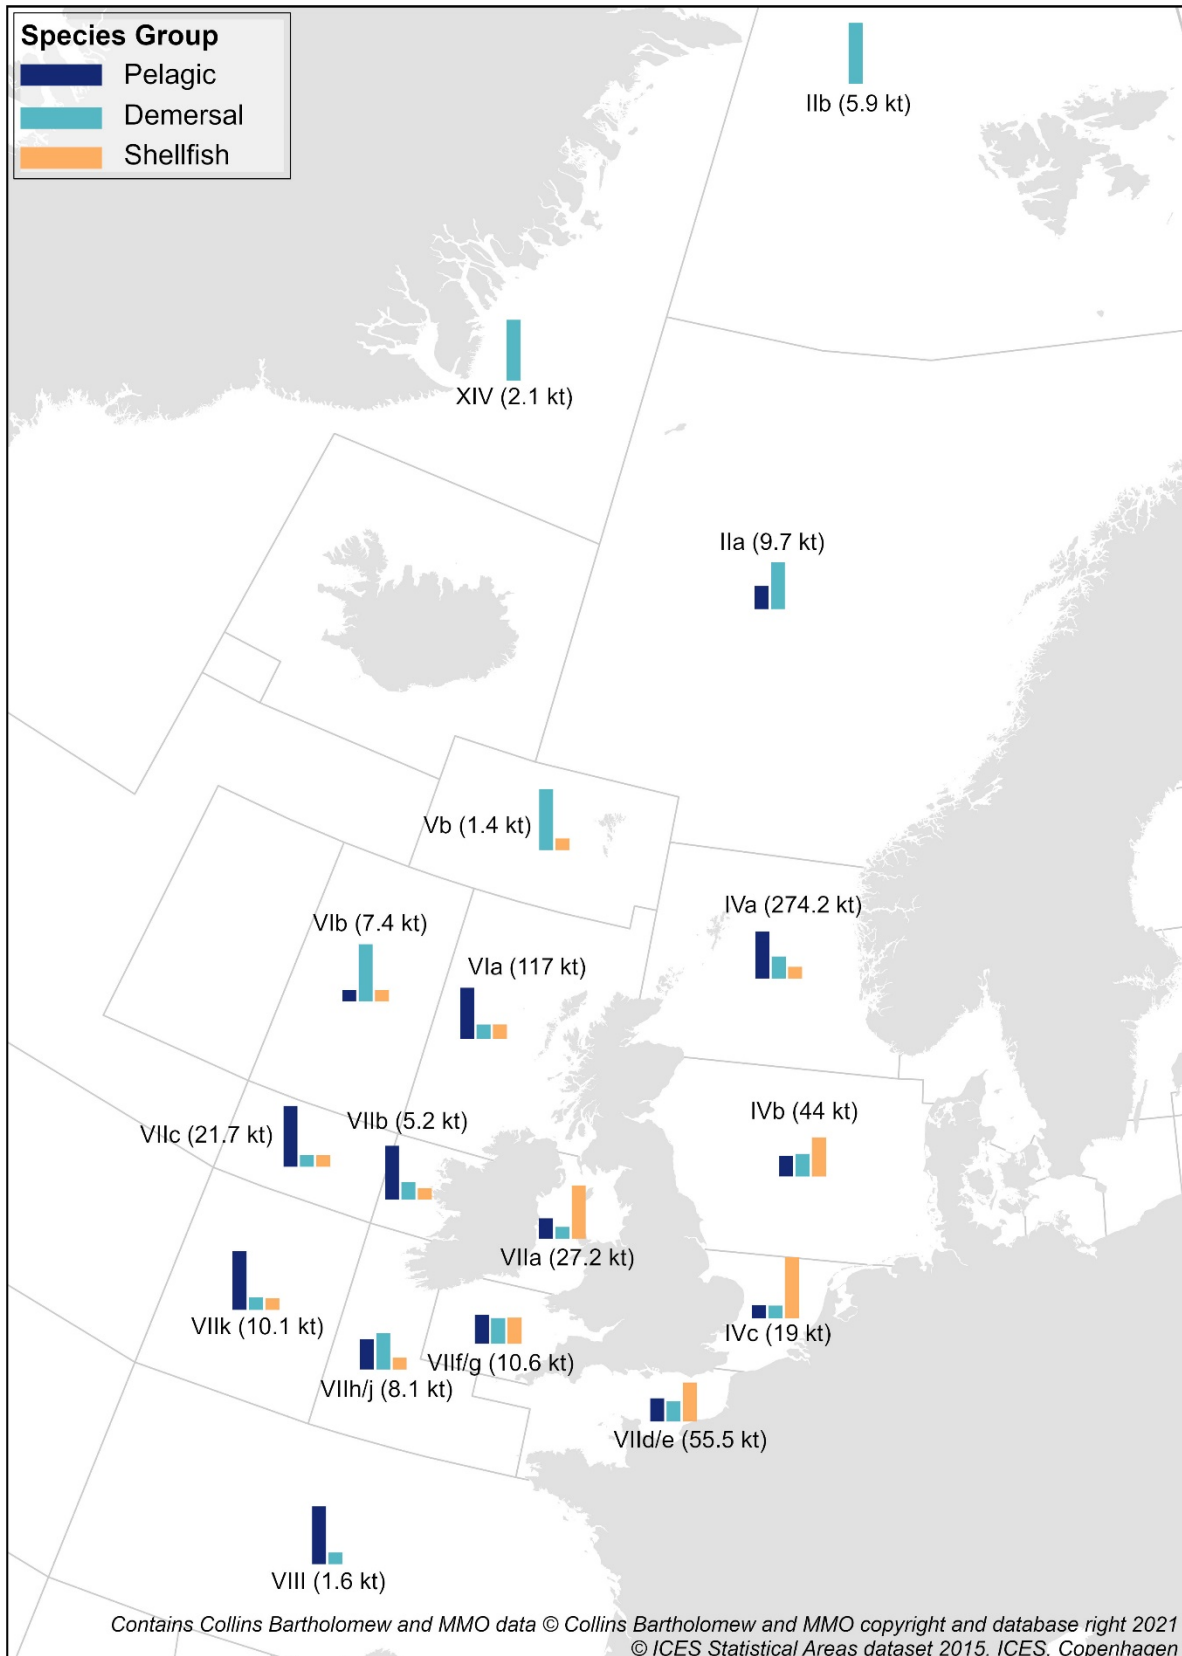 Species Group
Pelagic
Demersal
Shellfish
IIb (5.9 kt)
XIV (2.1 kt)
IIa (9.7 kt)
Vb (1.4 kt)
IVa (274.2 kt)
VIb (7.4 kt)
VIa (117 kt)
IVb (44 kt)
VIIb (5.2 kt)
VIIc (21.7 kt)
VIIa (27.2 kt)
VIIk (10.1 kt)
IVc (19 kt)
VIIf/g (10.6 kt)
VIIh/j (8.1 kt)
VIId/e (55.5 kt)
VIII (1.6 kt)
Contains Collins Bartholomew and MMO data © Collins Bartholomew and MMO copyright and database right 2021
© ICES Statistical Areas dataset 2015. ICES, Copenhagen